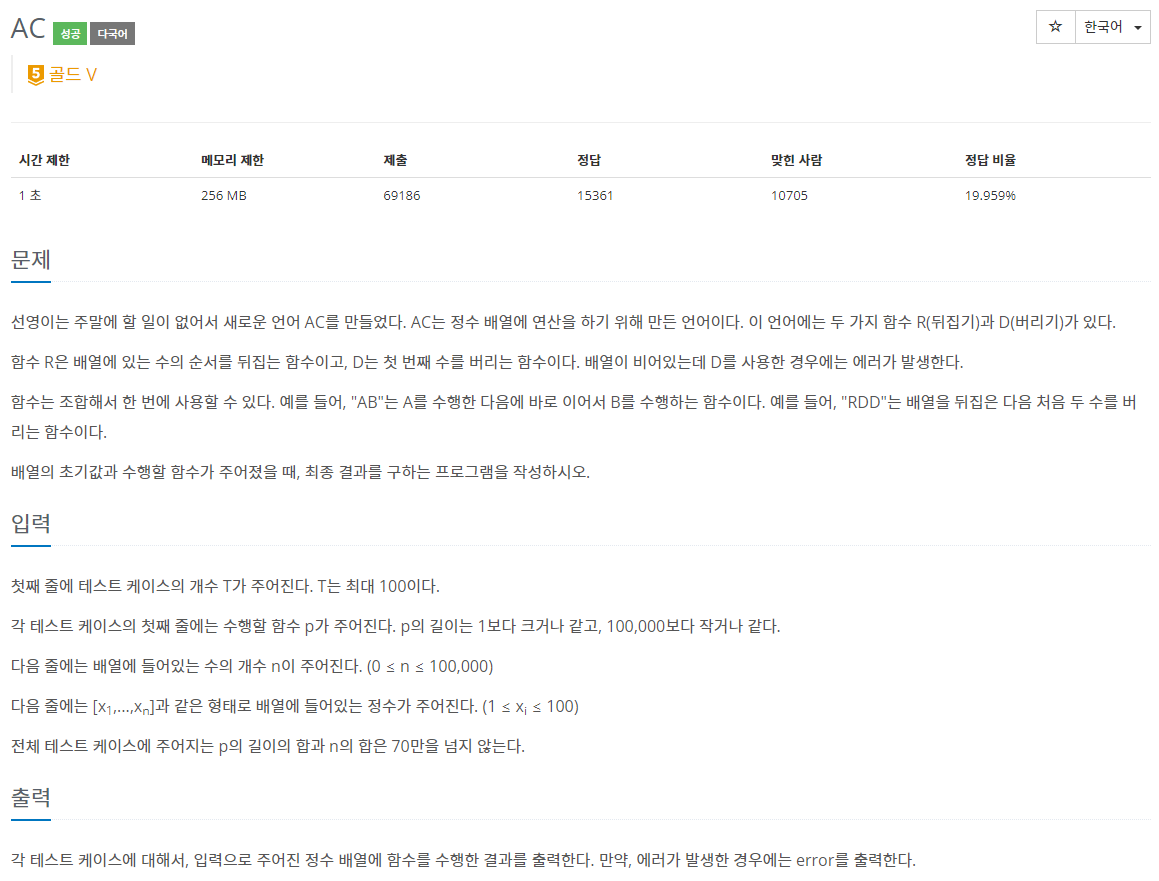 AC 성공 다국어
☆ 한국어
5 골드 V
시간 제한 메모리 제한 제출 정답 맞힌 사람 정답 비율
1 초 256 MB 69186 15361 10705 19.959%
문제
선영이는 주말에 할 일이 없어서 새로운 언어 AC를 만들었다. AC는 정수 배열에 연산을 하기 위해 만든 언어이다. 이 언어에는 두 가지 함수 R(뒤집기)과 D(버리기)가 있다.
함수 R은 배열에 있는 수의 순서를 뒤집는 함수이고, D는 첫 번째 수를 버리는 함수이다. 배열이 비어있는데 D를 사용한 경우에는 에러가 발생한다.
함수는 조합해서 한 번에 사용할 수 있다. 예를 들어, "AB"는 A를 수행한 다음에 바로 이어서 B를 수행하는 함수이다. 예를 들어, "RDD"는 배열을 뒤집은 다음 처음 두 수를 버
리는 함수이다.
배열의 초기값과 수행할 함수가 주어졌을 때, 최종 결과를 구하는 프로그램을 작성하시오.
입력
첫째 줄에 테스트 케이스의 개수 T가 주어진다. T는 최대 100이다.
각 테스트 케이스의 첫째 줄에는 수행할 함수 p가 주어진다. p의 길이는 1보다 크거나 같고, 100,000보다 작거나 같다.
다음 줄에는 배열에 들어있는 수의 개수 n이 주어진다. (0 ≤ n ≤ 100,000)
다음 줄에는 [x₁,...,xₙ]과 같은 형태로 배열에 들어있는 정수가 주어진다. (1 ≤ xᵢ ≤ 100)
전체 테스트 케이스에 주어지는 p의 길이의 합과 n의 합은 70만을 넘지 않는다.
출력
각 테스트 케이스에 대해서, 입력으로 주어진 정수 배열에 함수를 수행한 결과를 출력한다. 만약, 에러가 발생한 경우에는 error를 출력한다.